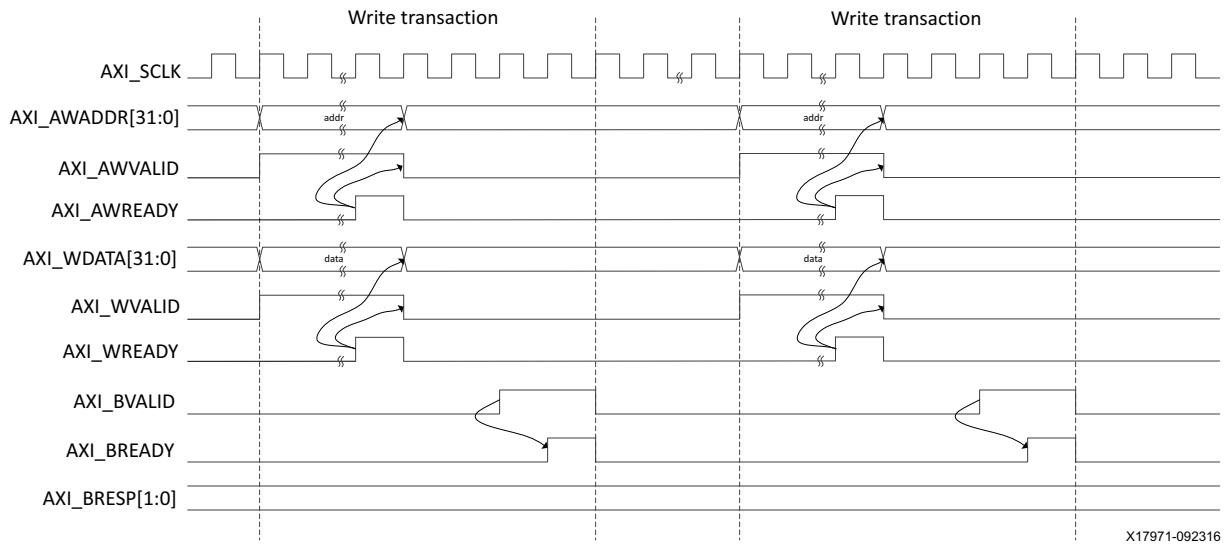 Write transaction Write transaction
AXI_SCLK
AXI_AWADDR[31:0] addr addr
AXI_AWVALID
AXI_AWREADY
AXI_WDATA[31:0] data data
AXI_WVALID
AXI_WREADY
AXI_BVALID
AXI_BREADY
AXI_BRESP[1:0]
X17971-092316